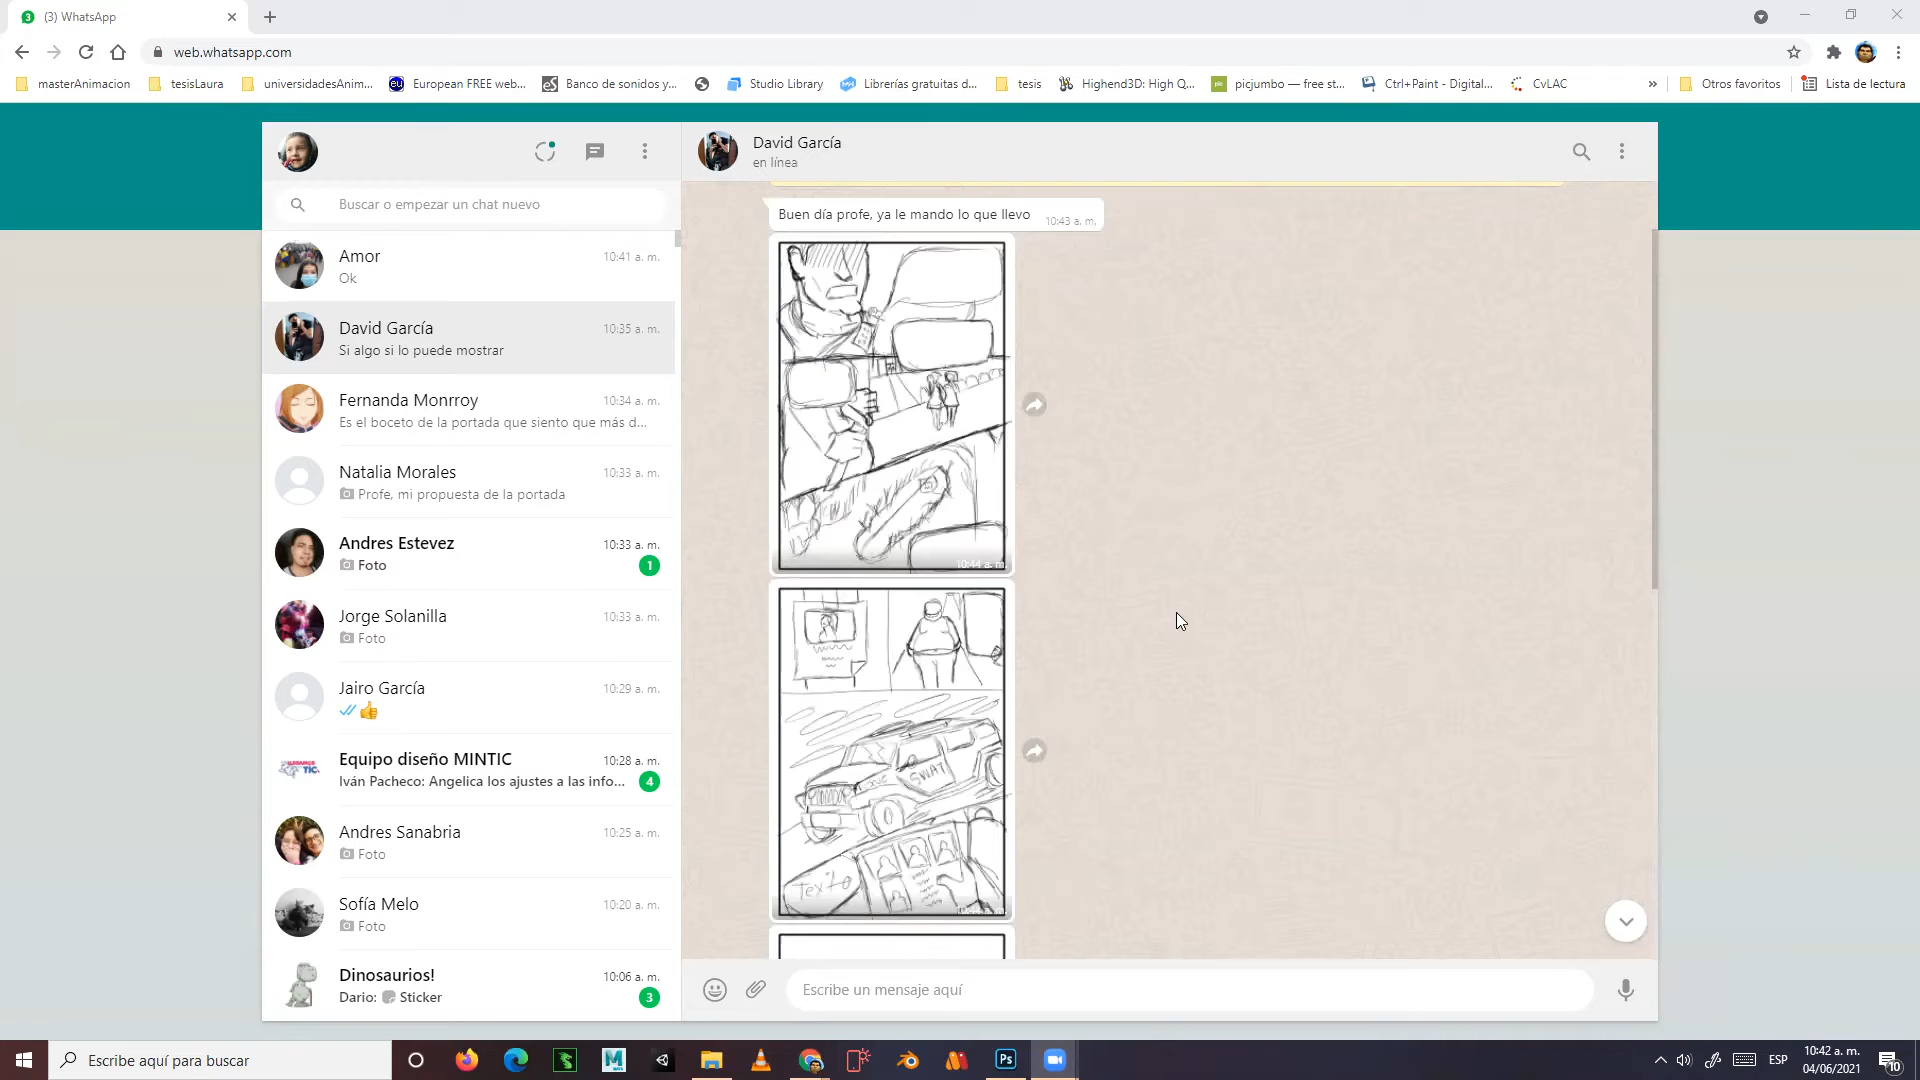 (3) WhatsApp
web.whatsapp.com
masterAnimacion
tesisLaura
universidadesAnim...
European FREE web...
Banco de sonidos y...
Studio Library
Librerías gratuitas d...
tesis
Highend3D: High Q...
picjumbo — free st...
Ctrl+Paint - Digital...
CvLAC
»
Otros favoritos
Lista de lectura
David García
en línea
Buscar o empezar un chat nuevo
Amor
10:41 a. m.
Ok
David García
10:35 a. m.
Si algo si lo puede mostrar
Fernanda Monrroy
10:34 a. m.
Es el boceto de la portada que siento que más d...
Natalia Morales
10:33 a. m.
Profe, mi propuesta de la portada
Andres Estevez
10:33 a. m.
Foto
1
Jorge Solanilla
10:33 a. m.
Foto
Jairo García
10:29 a. m.
👍
Equipo diseño MINTIC
10:28 a. m.
Iván Pacheco: Angelica los ajustes a las info...
4
Andres Sanabria
10:25 a. m.
Foto
Sofía Melo
10:20 a. m.
Foto
Dinosaurios!
10:06 a. m.
Dario: Sticker
3
Buen día profe, ya le mando lo que llevo
10:43 a. m.
10:44 a. m.
SWAT
Texto
10:44 a. m.
Escribe un mensaje aquí
Escribe aquí para buscar
Ps
ESP
10:42 a. m.
04/06/2021
10